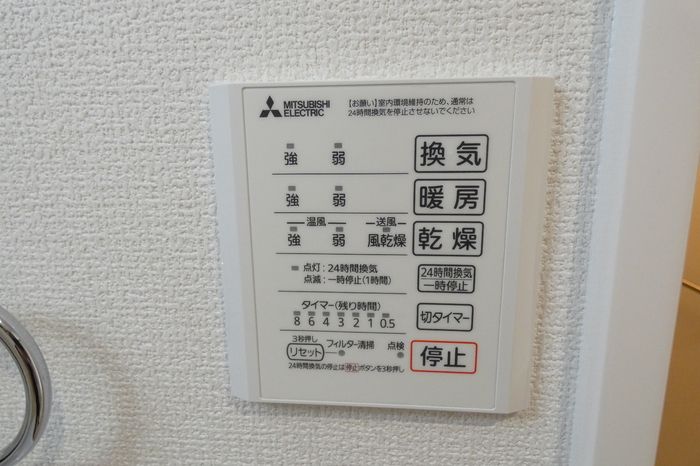 MITSUBISHI
ELECTRIC
【お願い】室内環境維持のため、通常は
24時間換気を停止させないでください
強 弱 換気
強 弱 暖房
温風 送風
強 弱 風乾燥 乾燥
点灯:24時間換気
点滅:一時停止(1時間)
24時間換気
一時停止
タイマー(残り時間)
8 6 4 3 2 1 0.5
切タイマー
3秒押し
リセット フィルター清掃 点検
停止
24時間換気の停止は停止ボタンを3秒押し